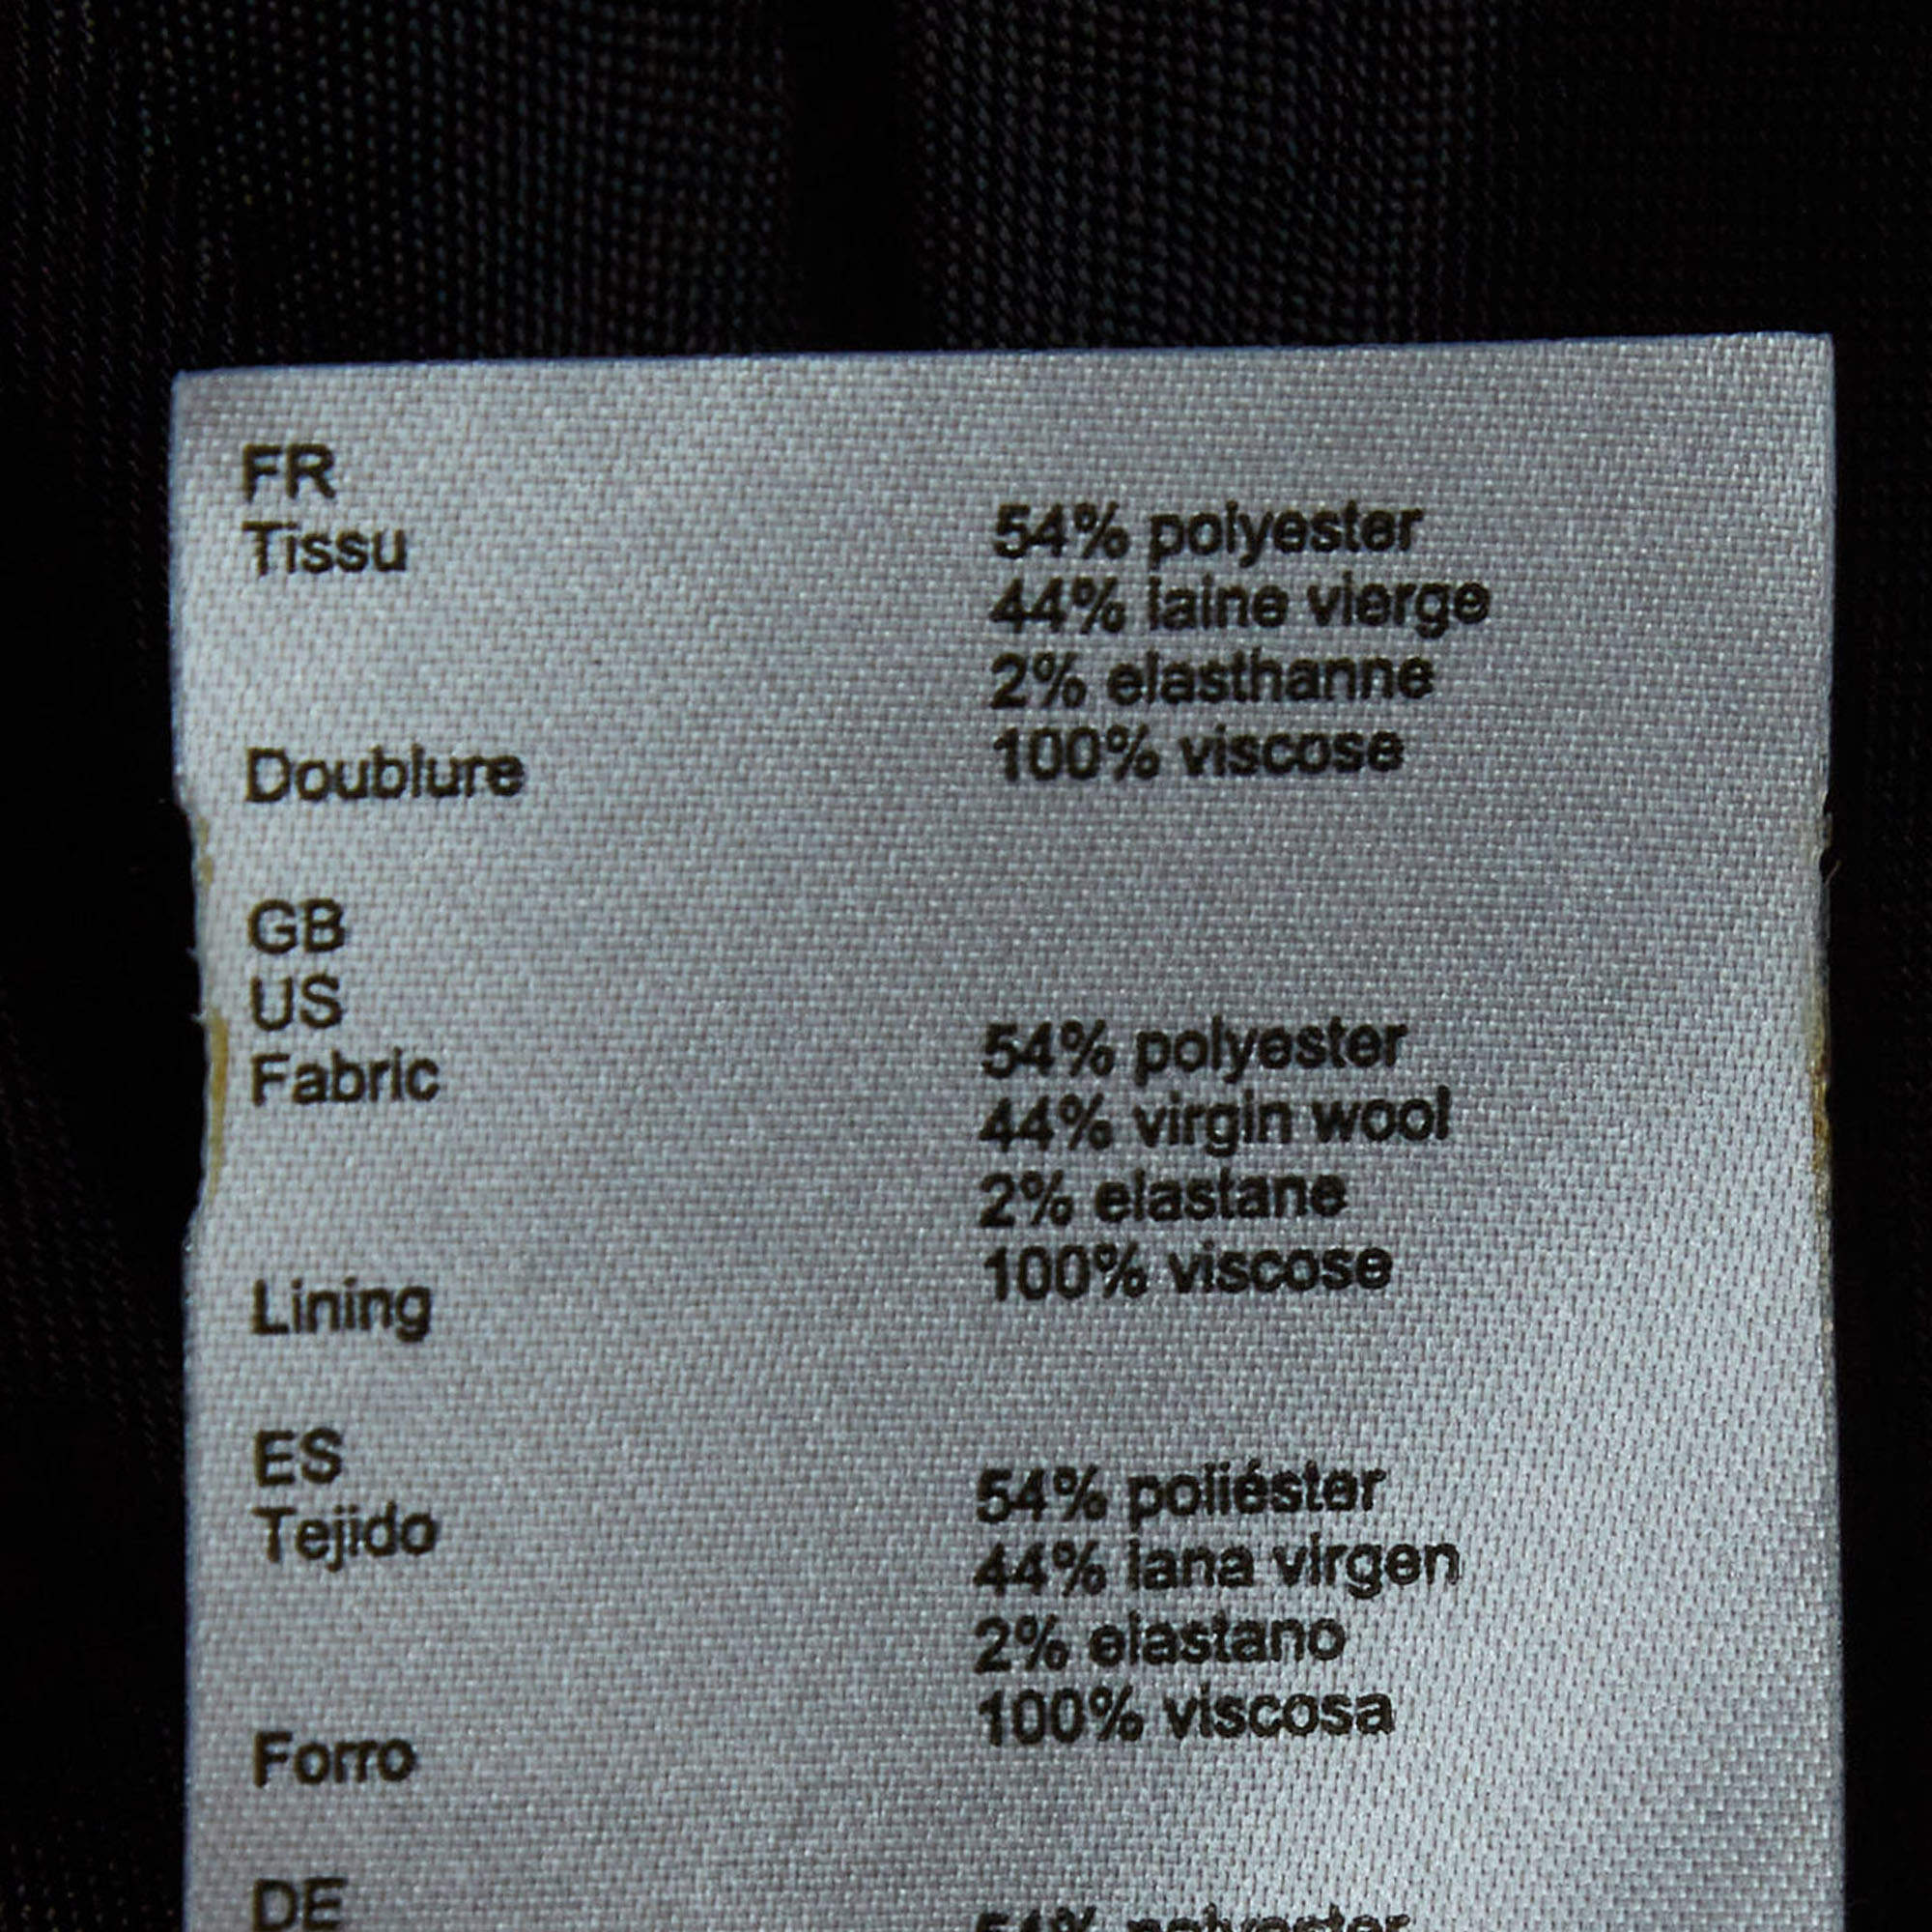 FR
54% polyester
Tissu
44% laine vierge
2% elasthanne
100% viscose
Doublure
GB
US
54% polyester
Fabric
44% virgin wool
2% elastane
100% viscose
Lining
ES
54% poliéster
Tejido
44% lana virgen
2% elastano
100% viscosa
Forro
DE
54% polyester